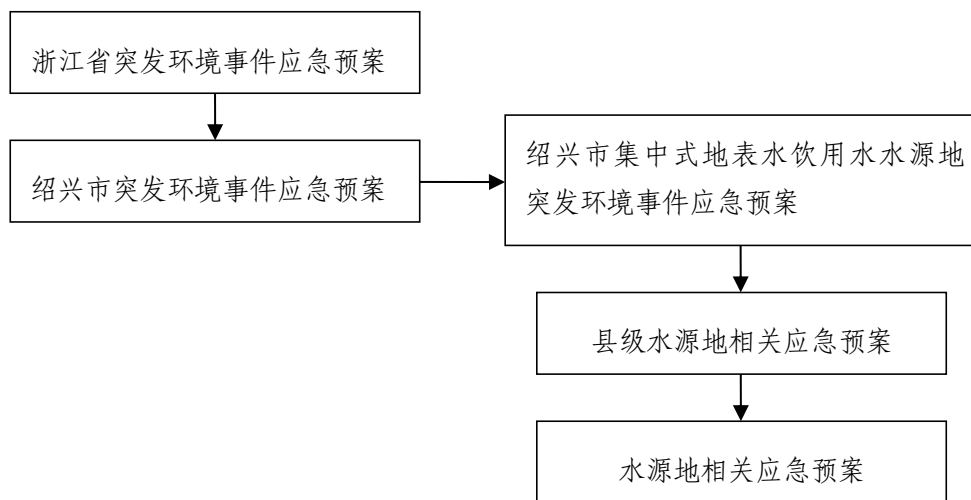 浙江省突发环境事件应急预案
绍兴市突发环境事件应急预案
绍兴市集中式地表水饮用水水源地
突发环境事件应急预案
县级水源地相关应急预案
水源地相关应急预案